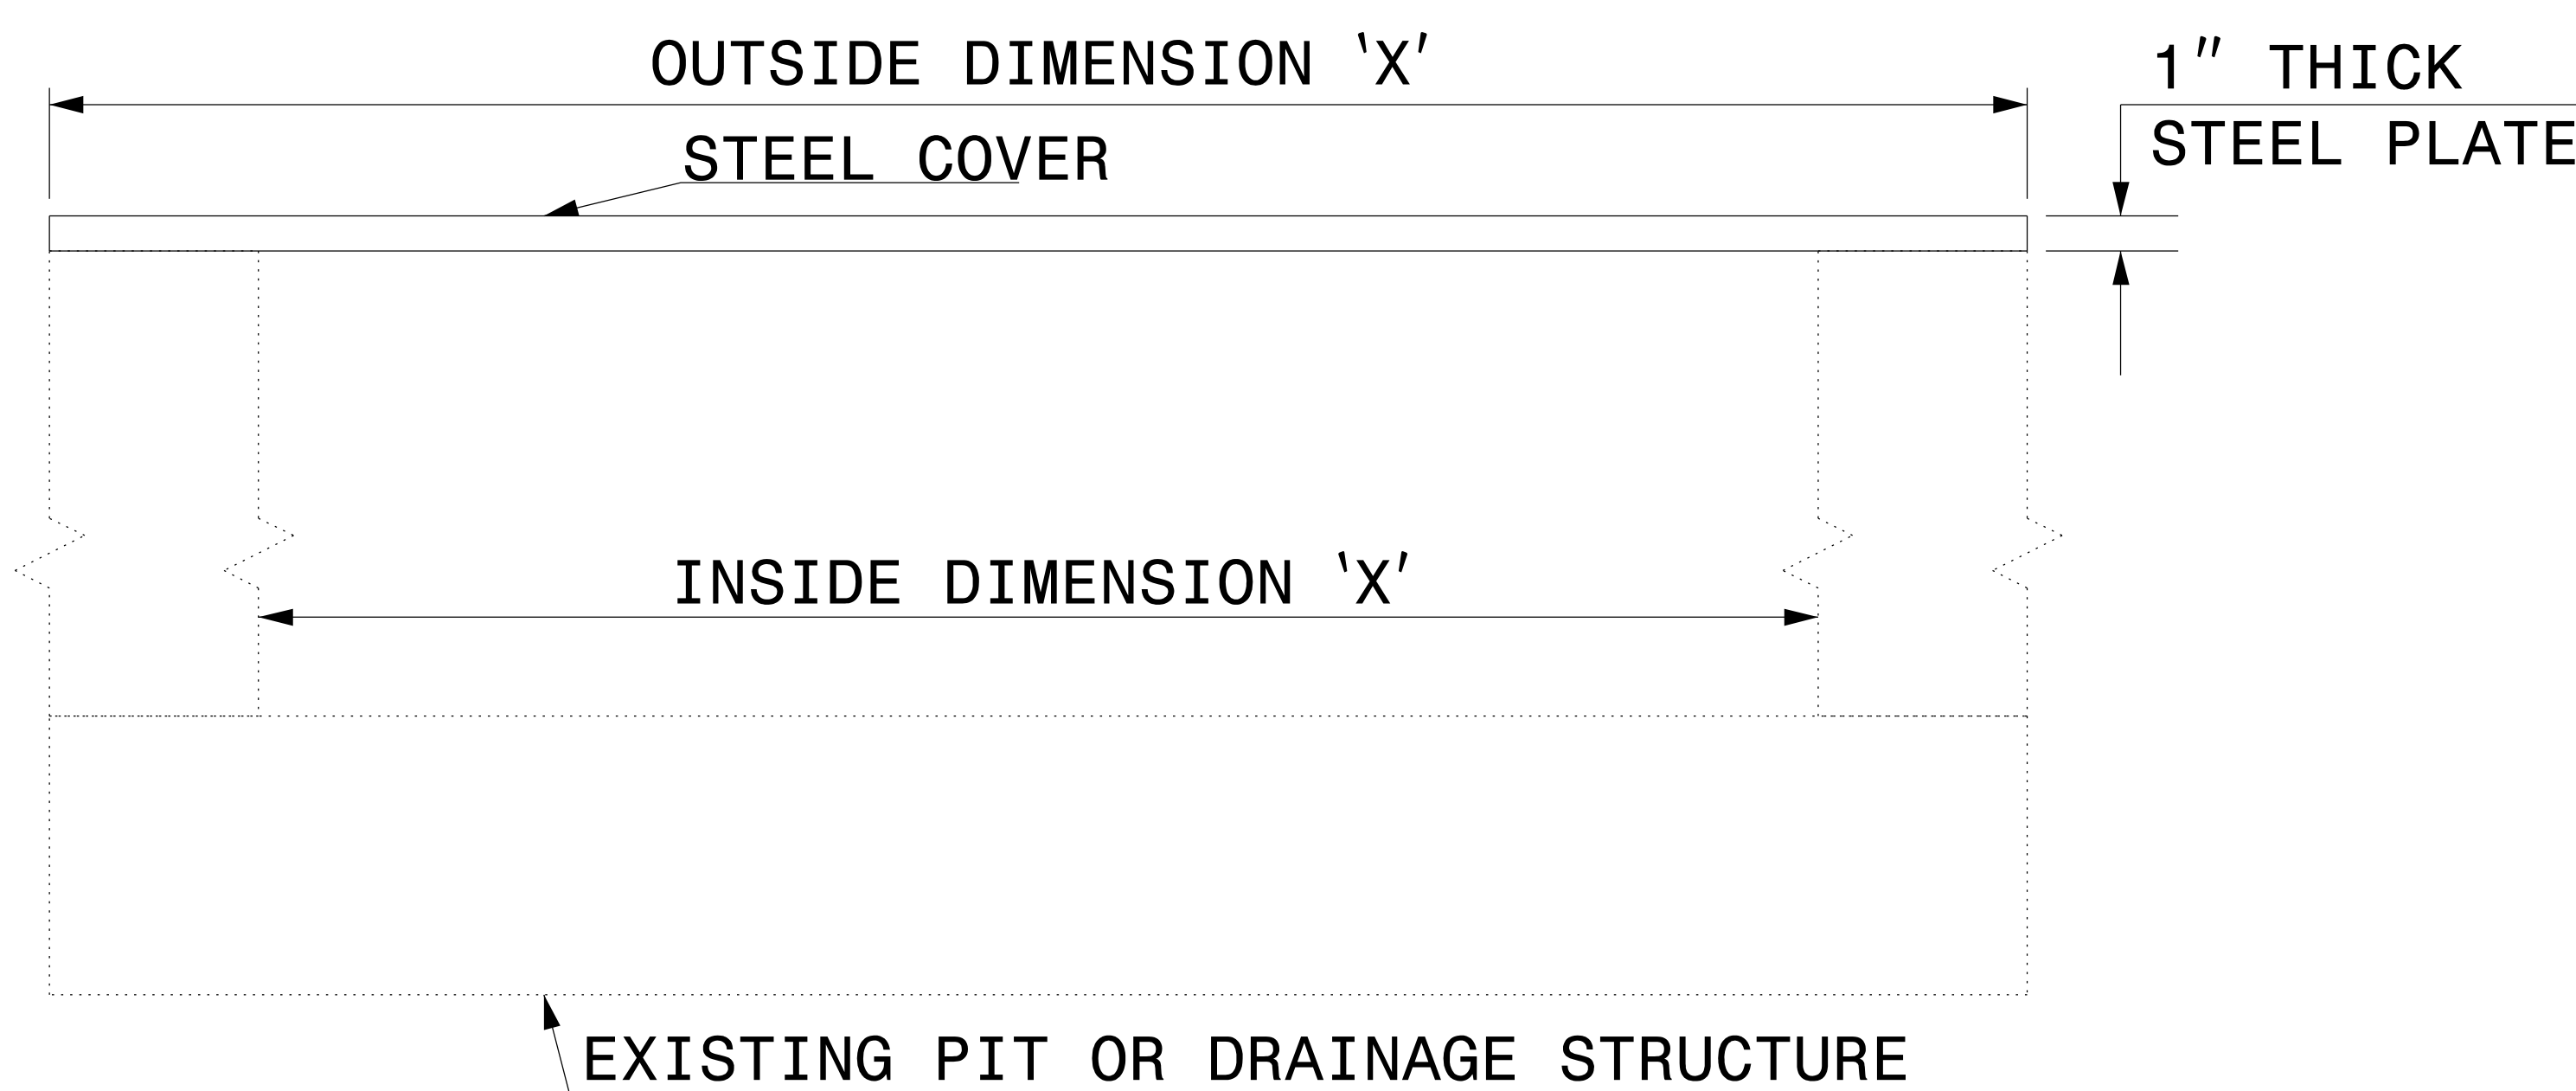 OUTSIDE DIMENSION 'X'
1" THICK
STEEL PLATE
STEEL COVER
INSIDE DIMENSION 'X'
EXISTING PIT OR DRAINAGE STRUCTURE